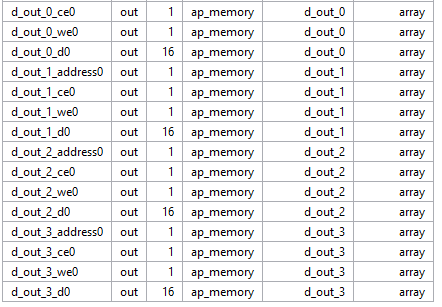 d_out_0_ce0 out 1 ap_memory d_out_0 array
d_out_0_we0 out 1 ap_memory d_out_0 array
d_out_0_d0 out 16 ap_memory d_out_0 array
d_out_1_address0 out 1 ap_memory d_out_1 array
d_out_1_ce0 out 1 ap_memory d_out_1 array
d_out_1_we0 out 1 ap_memory d_out_1 array
d_out_1_d0 out 16 ap_memory d_out_1 array
d_out_2_address0 out 1 ap_memory d_out_2 array
d_out_2_ce0 out 1 ap_memory d_out_2 array
d_out_2_we0 out 1 ap_memory d_out_2 array
d_out_2_d0 out 16 ap_memory d_out_2 array
d_out_3_address0 out 1 ap_memory d_out_3 array
d_out_3_ce0 out 1 ap_memory d_out_3 array
d_out_3_we0 out 1 ap_memory d_out_3 array
d_out_3_d0 out 16 ap_memory d_out_3 array